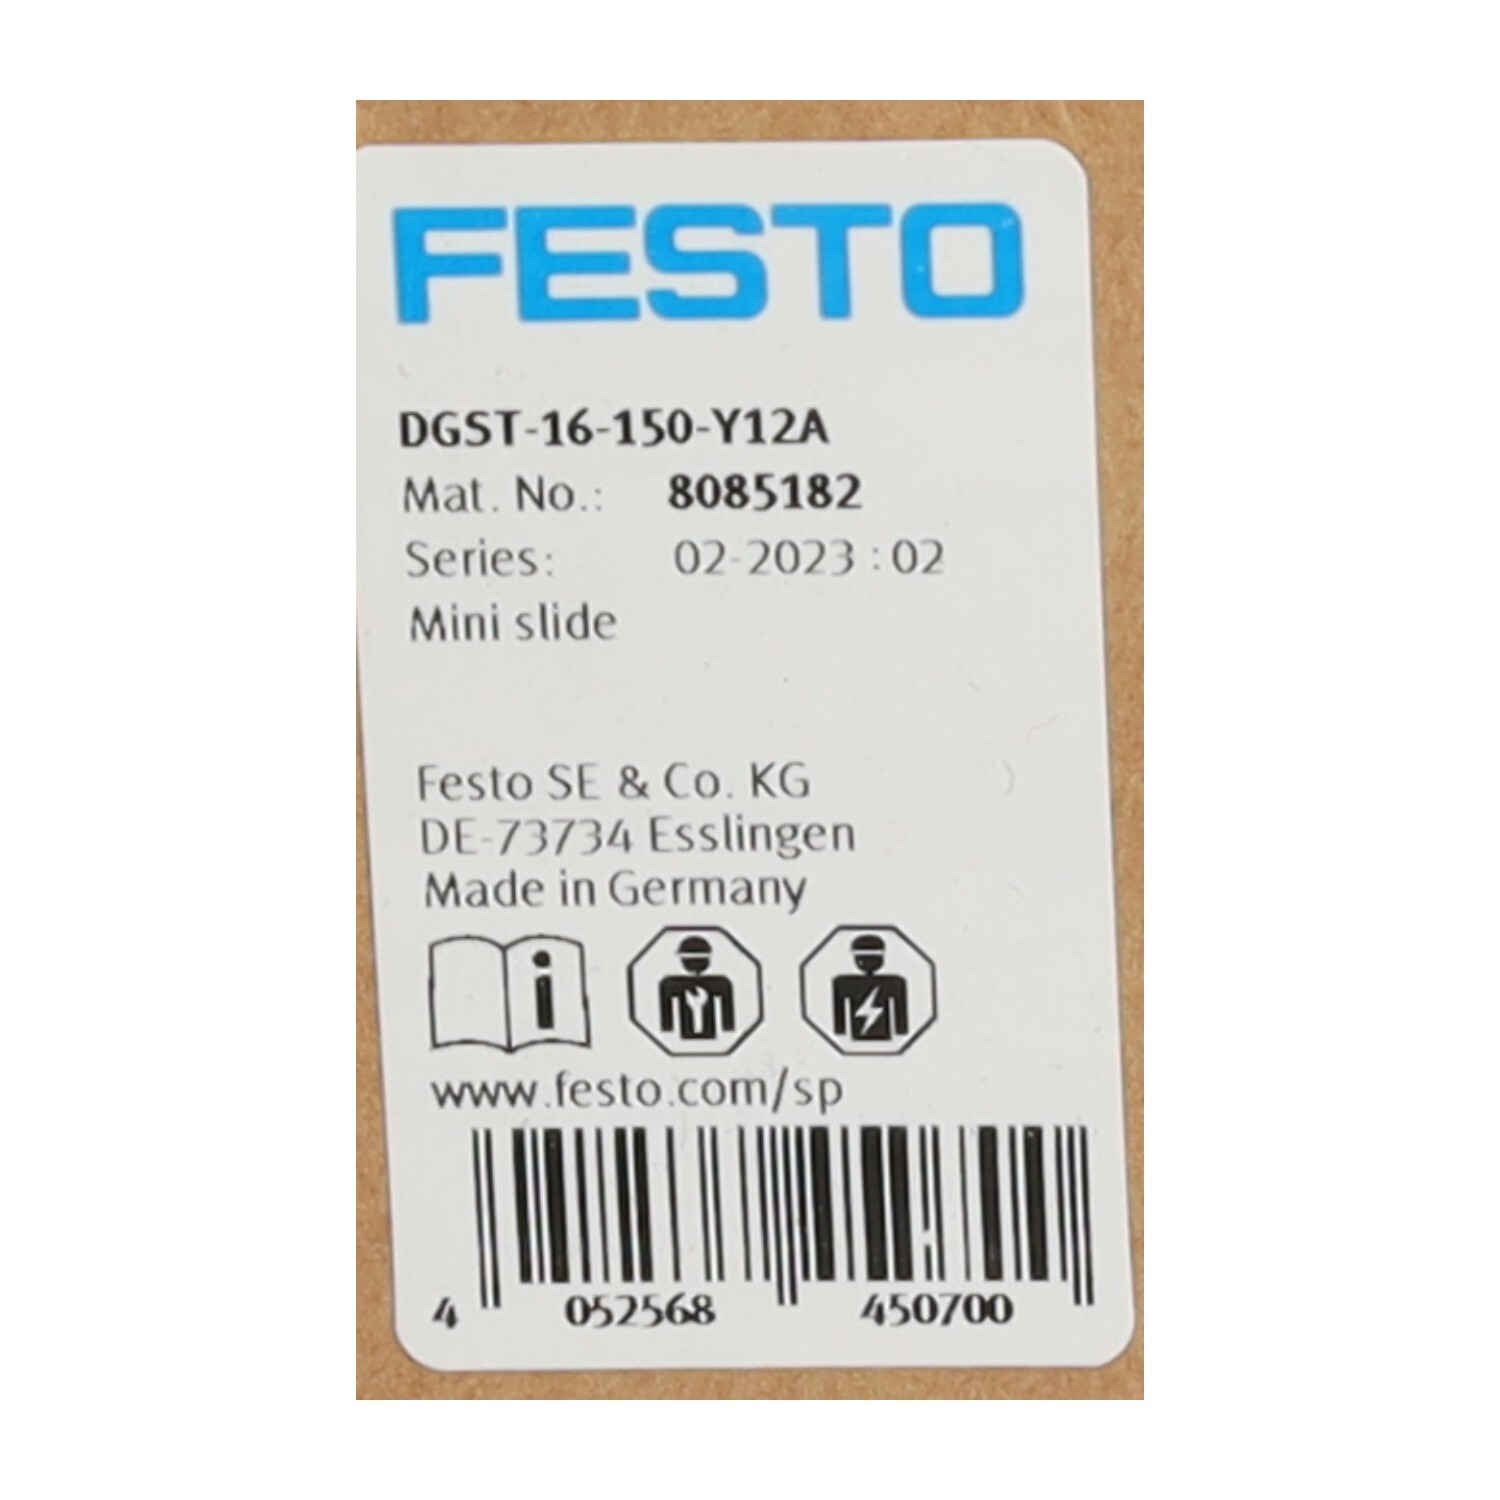 FESTO
DGST-16-150-Y12A
Mat. No.: 8085182
Series: 02-2023 : 02
Mini slide
Festo SE & Co. KG
DE-73734 Esslingen
Made in Germany
www.festo.com/sp
4 052568 450700